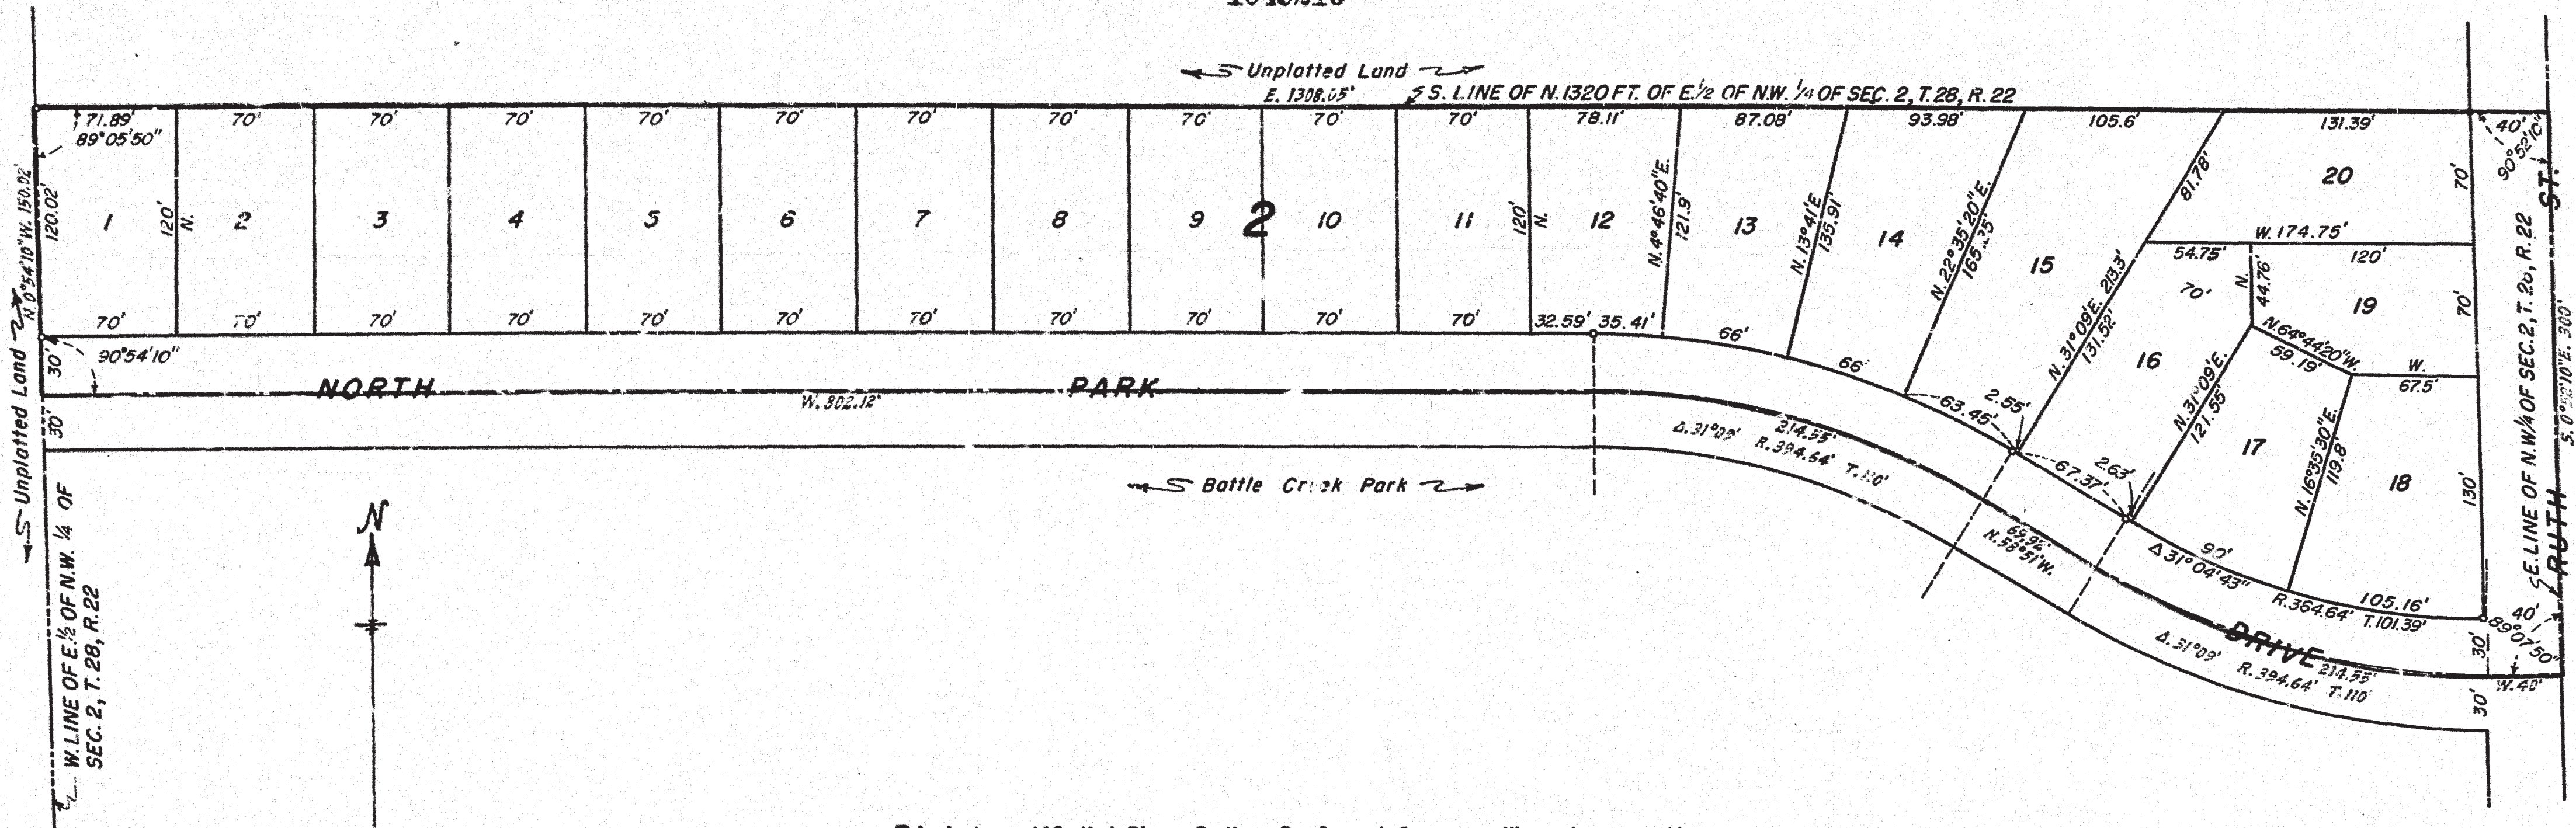 Unplatted Land
S. LINE OF N. 1320 FT. OF E. 1/2 OF N.W. 1/4 OF SEC. 2, T. 28, R. 22
71.89' 70' 70' 70' 70' 70' 70' 70' 70' 70' 70' 78.11' 87.08' 93.98' 105.6' 131.39' 40'
89°05'50"
90°52'10"
N. 0°54'10" W. 150.02'
120.02'
120'
N.
120'
N.
1 2 3 4 5 6 7 8 9 2 10 11 12 13 14 15 20
N. 4°46'40" E.
121.9'
N. 13°41' E.
135.91'
N. 22°35'20" E.
165.25'
N. 31°09' E. 213.3'
131.52'
81.78'
70'
W. 174.75'
54.75' 120'
70'
N.
44.76'
19
70'
16
N. 64°44'20" W.
59.19'
W.
67.5'
N. 31°09' E.
121.55'
17
N. 16°35'30" E.
119.8'
18
130'
70' 70' 70' 70' 70' 70' 70' 70' 70' 70' 70' 32.59' 35.41' 66' 66' 63.45' 2.55' 67.37' 2.63' 90' 105.16'
Δ 31°04'43"
R. 364.64' T. 101.39'
30'
90°54'10"
30'
NORTH PARK DRIVE
W. 802.12'
214.55'
Δ. 31°09' R. 394.64' T. 110'
69.92'
N. 58°51' W.
214.55'
Δ. 31°09' R. 394.64' T. 110'
W. 40'
30'
30'
40'
89°07'50"
Unplatted Land
W. LINE OF E. 1/2 OF N.W. 1/4 OF
SEC. 2, T. 28, R. 22
N
Battle Creek Park
E. LINE OF N.W. 1/4 OF SEC. 2, T. 28, R. 22
RUTH ST.
S. 0°52'10" E. 300'